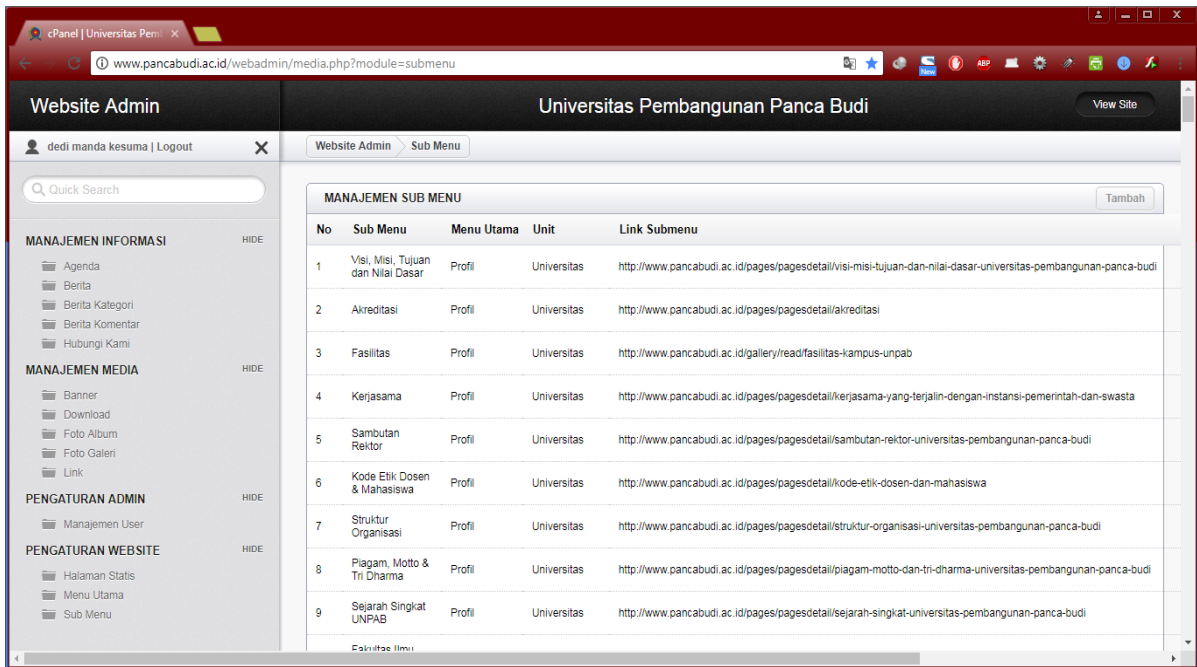 cPanel | Universitas Pem
www.pancabudi.ac.id/webadmin/media.php?module=submenu
New
ABP
Website Admin
Universitas Pembangunan Panca Budi
View Site
dedi manda kesuma | Logout
Website Admin
Sub Menu
Quick Search
MANAJEMEN INFORMASI
HIDE
Agenda
Berita
Berita Kategori
Berita Komentar
Hubungi Kami
MANAJEMEN MEDIA
HIDE
Banner
Download
Foto Album
Foto Galeri
Link
PENGATURAN ADMIN
HIDE
Manajemen User
PENGATURAN WEBSITE
HIDE
Halaman Statis
Menu Utama
Sub Menu
MANAJEMEN SUB MENU
Tambah
No Sub Menu Menu Utama Unit Link Submenu
1 Visi, Misi, Tujuan dan Nilai Dasar Profil Universitas http://www.pancabudi.ac.id/pages/pagesdetail/visi-misi-tujuan-dan-nilai-dasar-universitas-pembangunan-panca-budi
2 Akreditasi Profil Universitas http://www.pancabudi.ac.id/pages/pagesdetail/akreditasi
3 Fasilitas Profil Universitas http://www.pancabudi.ac.id/gallery/read/fasilitas-kampus-unpab
4 Kerjasama Profil Universitas http://www.pancabudi.ac.id/pages/pagesdetail/kerjasama-yang-terjalin-dengan-instansi-pemerintah-dan-swasta
5 Sambutan Rektor Profil Universitas http://www.pancabudi.ac.id/pages/pagesdetail/sambutan-rektor-universitas-pembangunan-panca-budi
6 Kode Etik Dosen & Mahasiswa Profil Universitas http://www.pancabudi.ac.id/pages/pagesdetail/kode-etik-dosen-dan-mahasiswa
7 Struktur Organisasi Profil Universitas http://www.pancabudi.ac.id/pages/pagesdetail/struktur-organisasi-universitas-pembangunan-panca-budi
8 Piagam, Motto & Tri Dharma Profil Universitas http://www.pancabudi.ac.id/pages/pagesdetail/piagam-motto-dan-tri-dharma-universitas-pembangunan-panca-budi
9 Sejarah Singkat UNPAB Profil Universitas http://www.pancabudi.ac.id/pages/pagesdetail/sejarah-singkat-universitas-pembangunan-panca-budi
Fakultas Ilmu